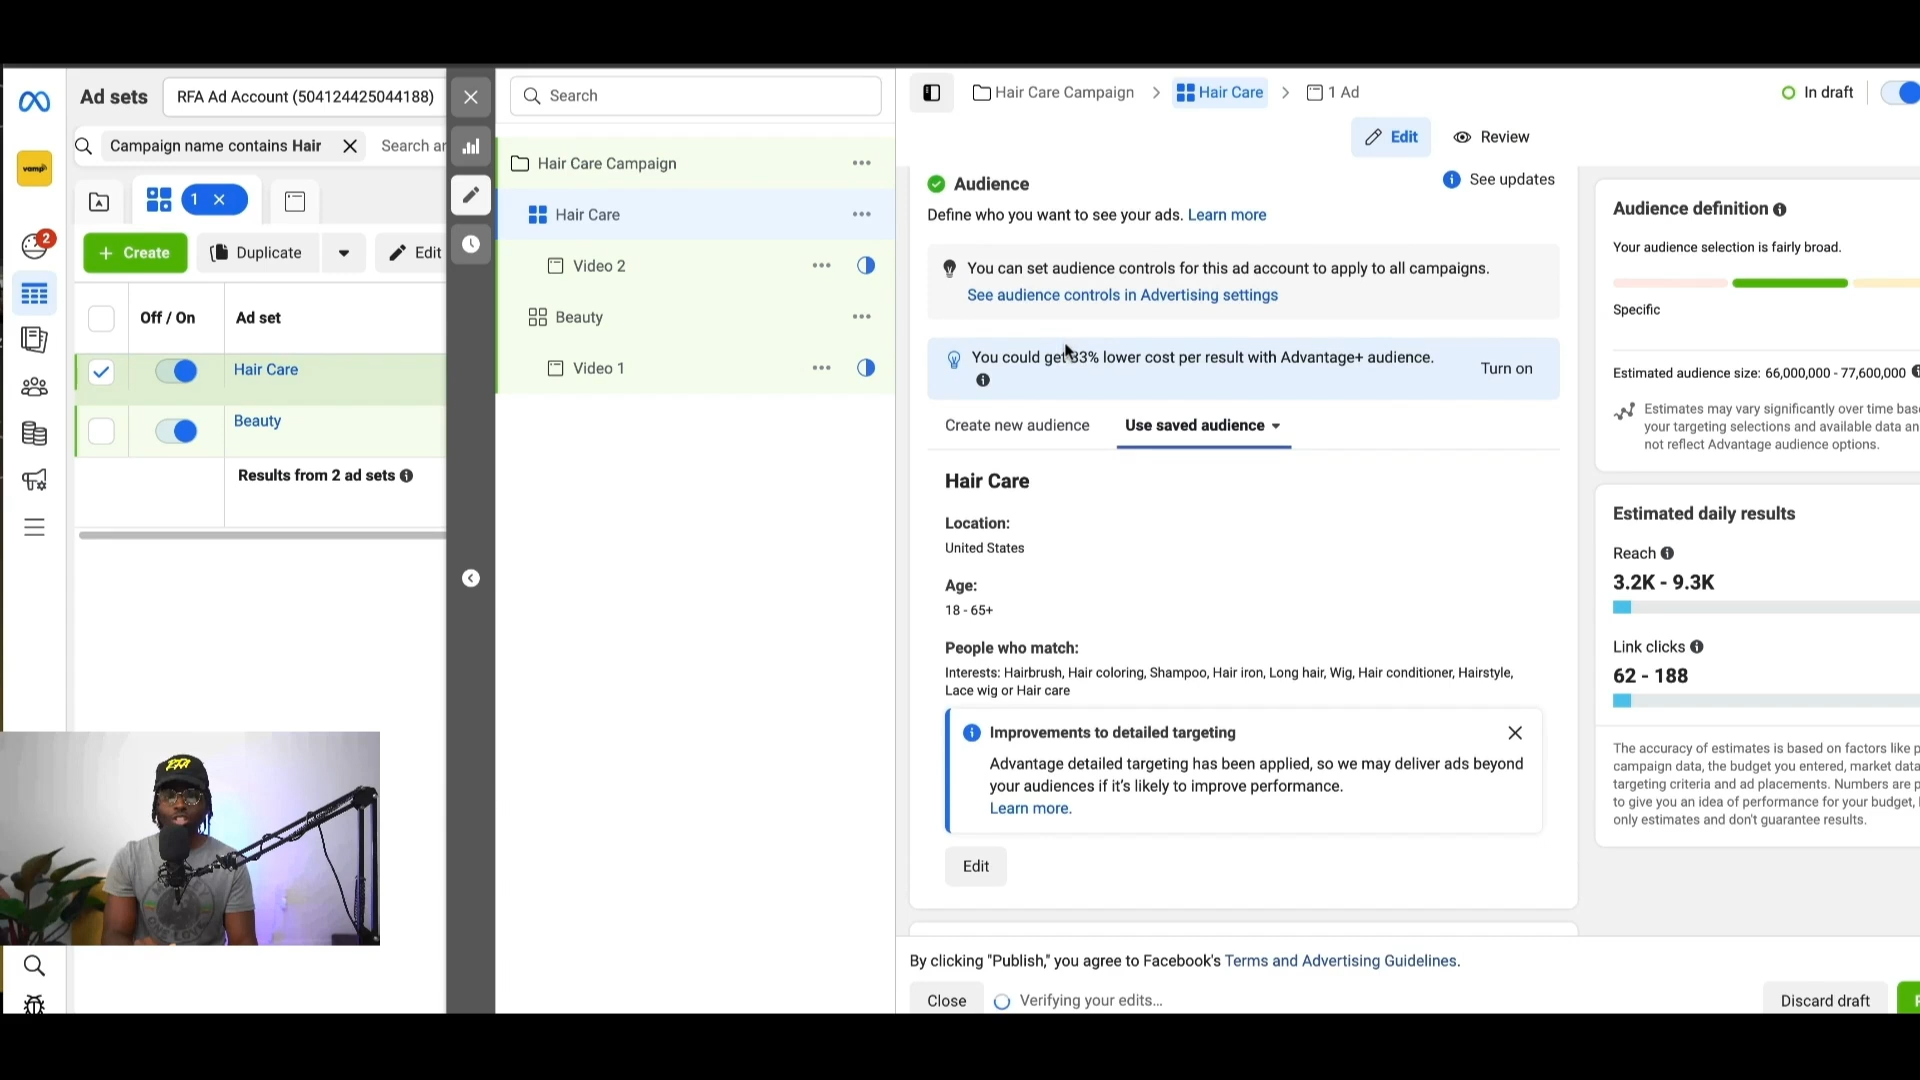 Ad sets
RFA Ad Account (504124425044188)
Campaign name contains Hair
Search ar
vamp
1
2
Create
Duplicate
Edit
Off / On
Ad set
Hair Care
Beauty
Results from 2 ad sets
Search
Hair Care Campaign
Hair Care
Video 2
Beauty
Video 1
Hair Care Campaign
Hair Care
1 Ad
In draft
Edit
Review
Audience
See updates
Define who you want to see your ads. Learn more
You can set audience controls for this ad account to apply to all campaigns.
See audience controls in Advertising settings
You could get 33% lower cost per result with Advantage+ audience.
Turn on
Create new audience
Use saved audience
Hair Care
Location:
United States
Age:
18 - 65+
People who match:
Interests: Hairbrush, Hair coloring, Shampoo, Hair iron, Long hair, Wig, Hair conditioner, Hairstyle,
Lace wig or Hair care
Improvements to detailed targeting
Advantage detailed targeting has been applied, so we may deliver ads beyond
your audiences if it's likely to improve performance.
Learn more.
Edit
By clicking "Publish," you agree to Facebook's Terms and Advertising Guidelines.
Close
Verifying your edits...
Discard draft
Audience definition
Your audience selection is fairly broad.
Specific
Estimated audience size: 66,000,000 - 77,600,000
Estimates may vary significantly over time bas
your targeting selections and available data an
not reflect Advantage audience options.
Estimated daily results
Reach
3.2K - 9.3K
Link clicks
62 - 188
The accuracy of estimates is based on factors like p
campaign data, the budget you entered, market data
targeting criteria and ad placements. Numbers are p
to give you an idea of performance for your budget,
only estimates and don't guarantee results.
RFA